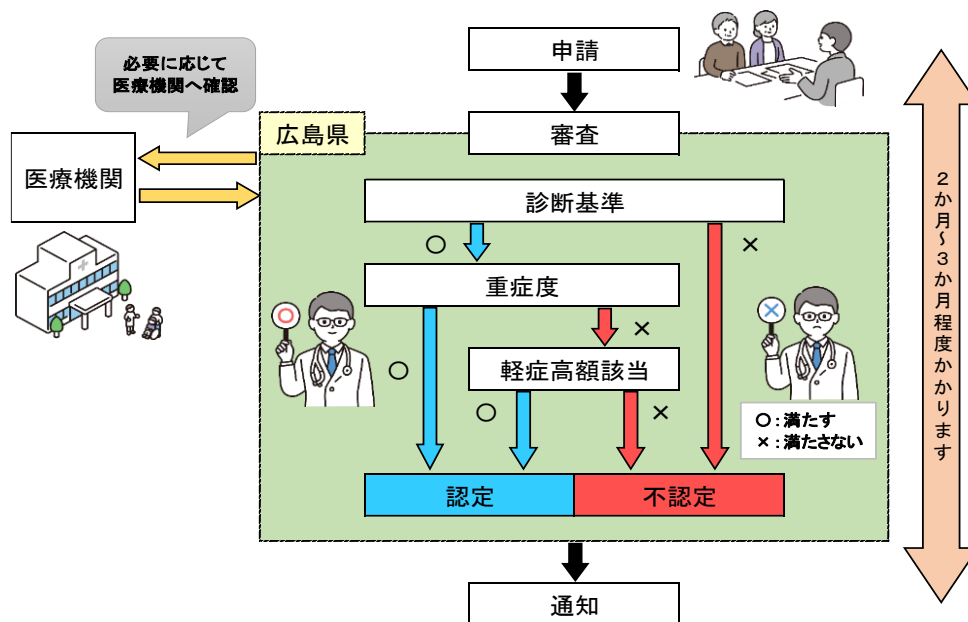 申請
必要に応じて
医療機関へ確認
広島県
審査
医療機関
診断基準
○
×
重症度
×
○
軽症高額該当
○
×
○：満たす
×：満たさない
認定
不認定
通知
２か月～３か月程度かかります